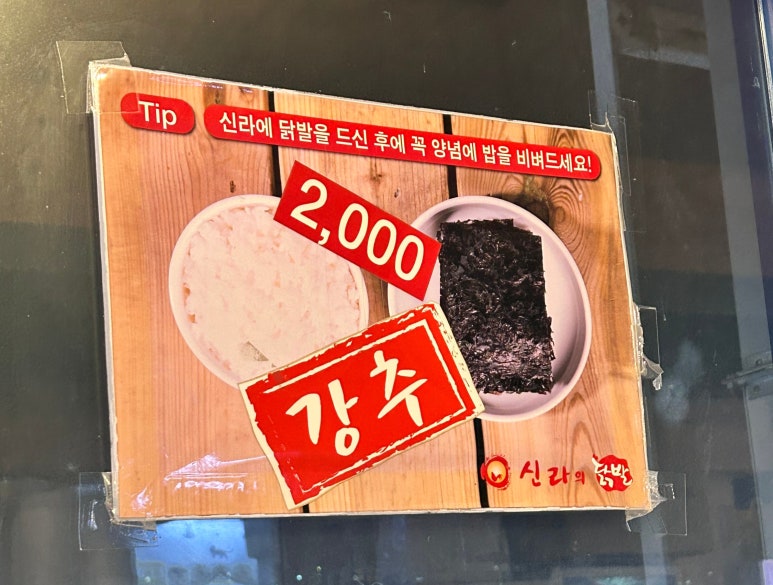 Tip
신라에 닭발을 드신 후에 꼭 양념에 밥을 비벼드세요!
2,000
강추
신라의 닭발